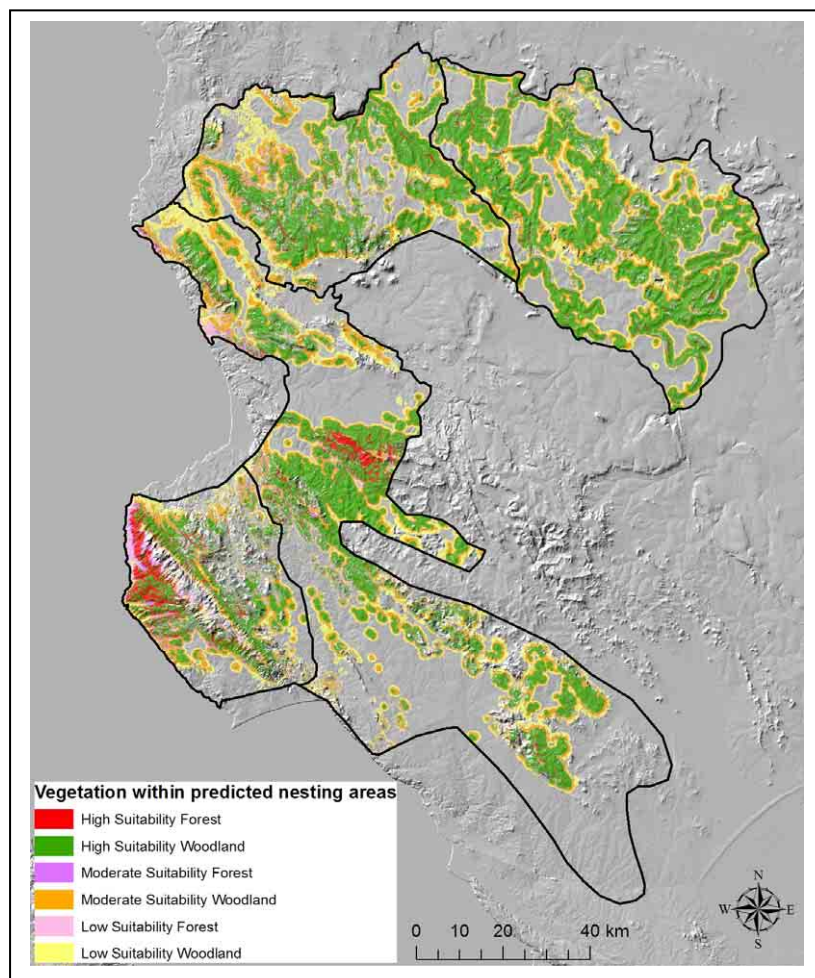 Vegetation within predicted nesting areas
High Suitability Forest
High Suitability Woodland
Moderate Suitability Forest
Moderate Suitability Woodland
Low Suitability Forest
Low Suitability Woodland
N
W E
S
0 10 20 40 km